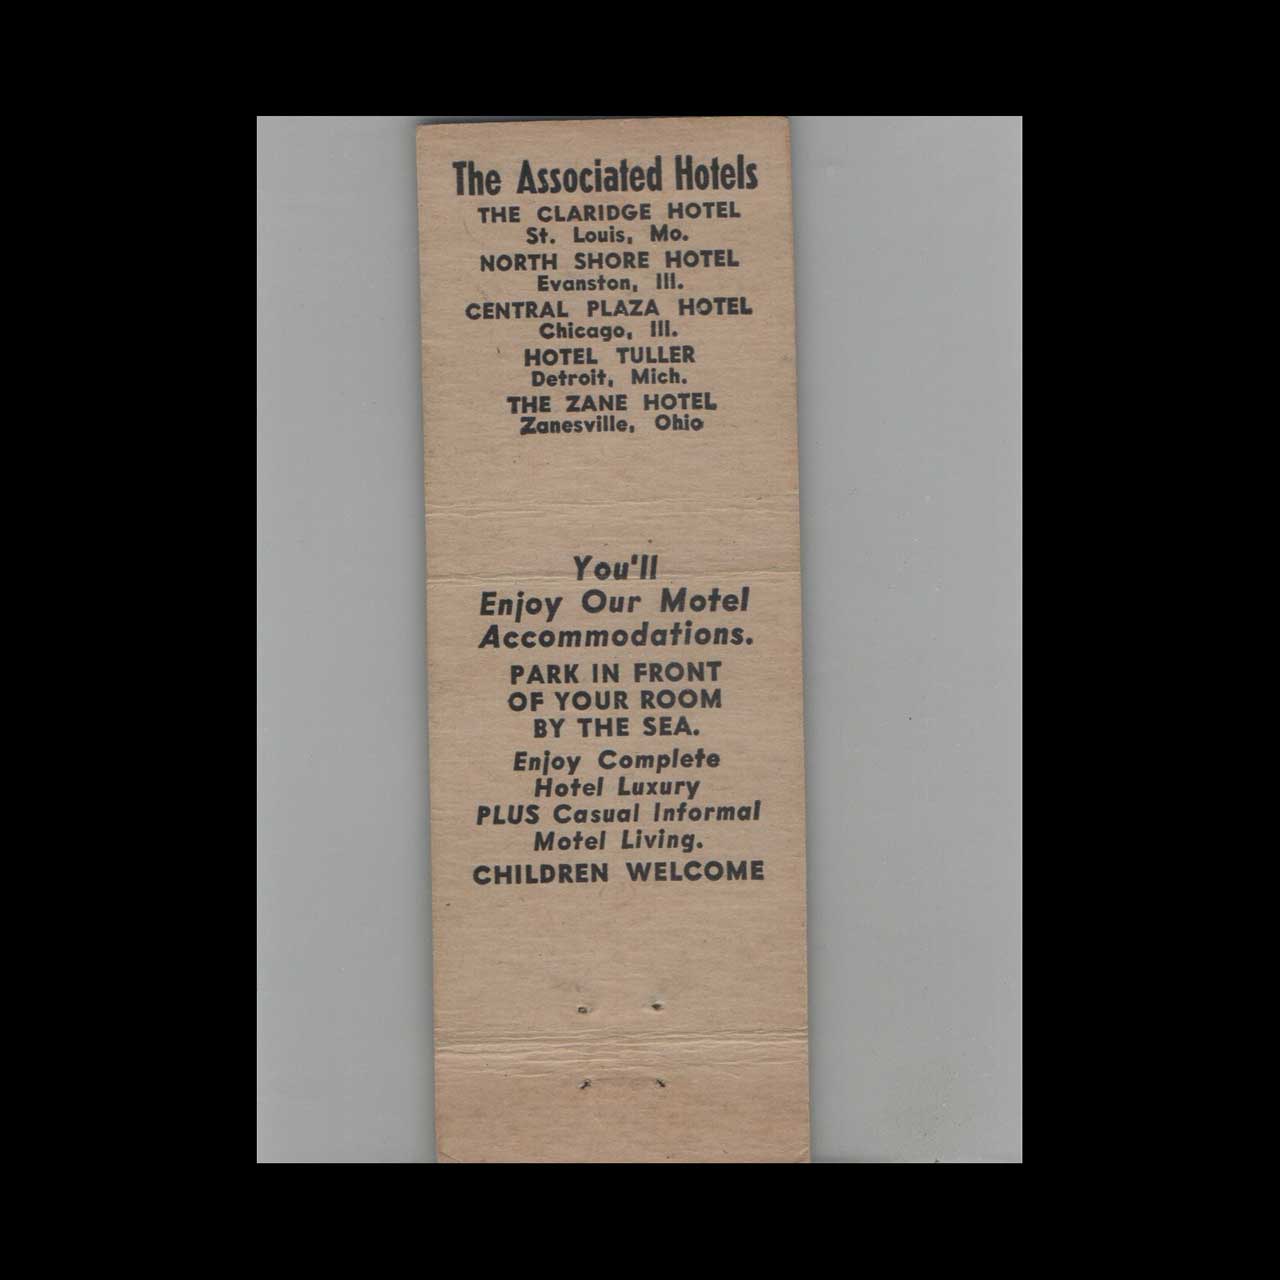 The Associated Hotels
THE CLARIDGE HOTEL
St. Louis, Mo.
NORTH SHORE HOTEL
Evanston, Ill.
CENTRAL PLAZA HOTEL
Chicago, Ill.
HOTEL TULLER
Detroit, Mich.
THE ZANE HOTEL
Zanesville, Ohio
You'll
Enjoy Our Motel
Accommodations.
PARK IN FRONT
OF YOUR ROOM
BY THE SEA.
Enjoy Complete
Hotel Luxury
PLUS Casual Informal
Motel Living.
CHILDREN WELCOME